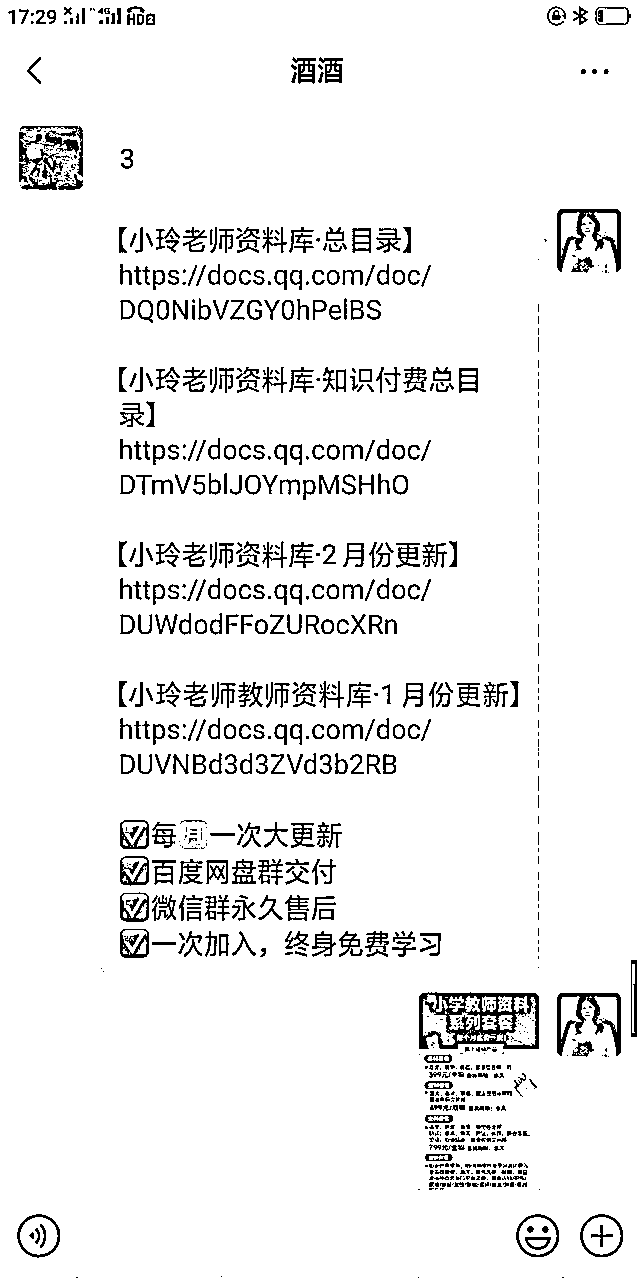 17:29
酒酒
3
【小玲老师资料库·总目录】
https://docs.qq.com/doc/
DQ0NibVZGY0hPelBS
【小玲老师资料库·知识付费总目
录】
https://docs.qq.com/doc/
DTmV5blJOYmpMSHhO
【小玲老师资料库·2月份更新】
https://docs.qq.com/doc/
DUWdodFFoZURocXRn
【小玲老师教师资料库·1月份更新】
https://docs.qq.com/doc/
DUVNBd3d3ZVd3b2RB
每月一次大更新
百度网盘群交付
微信群永久售后
一次加入，终身免费学习
小学教师资料
系列套餐